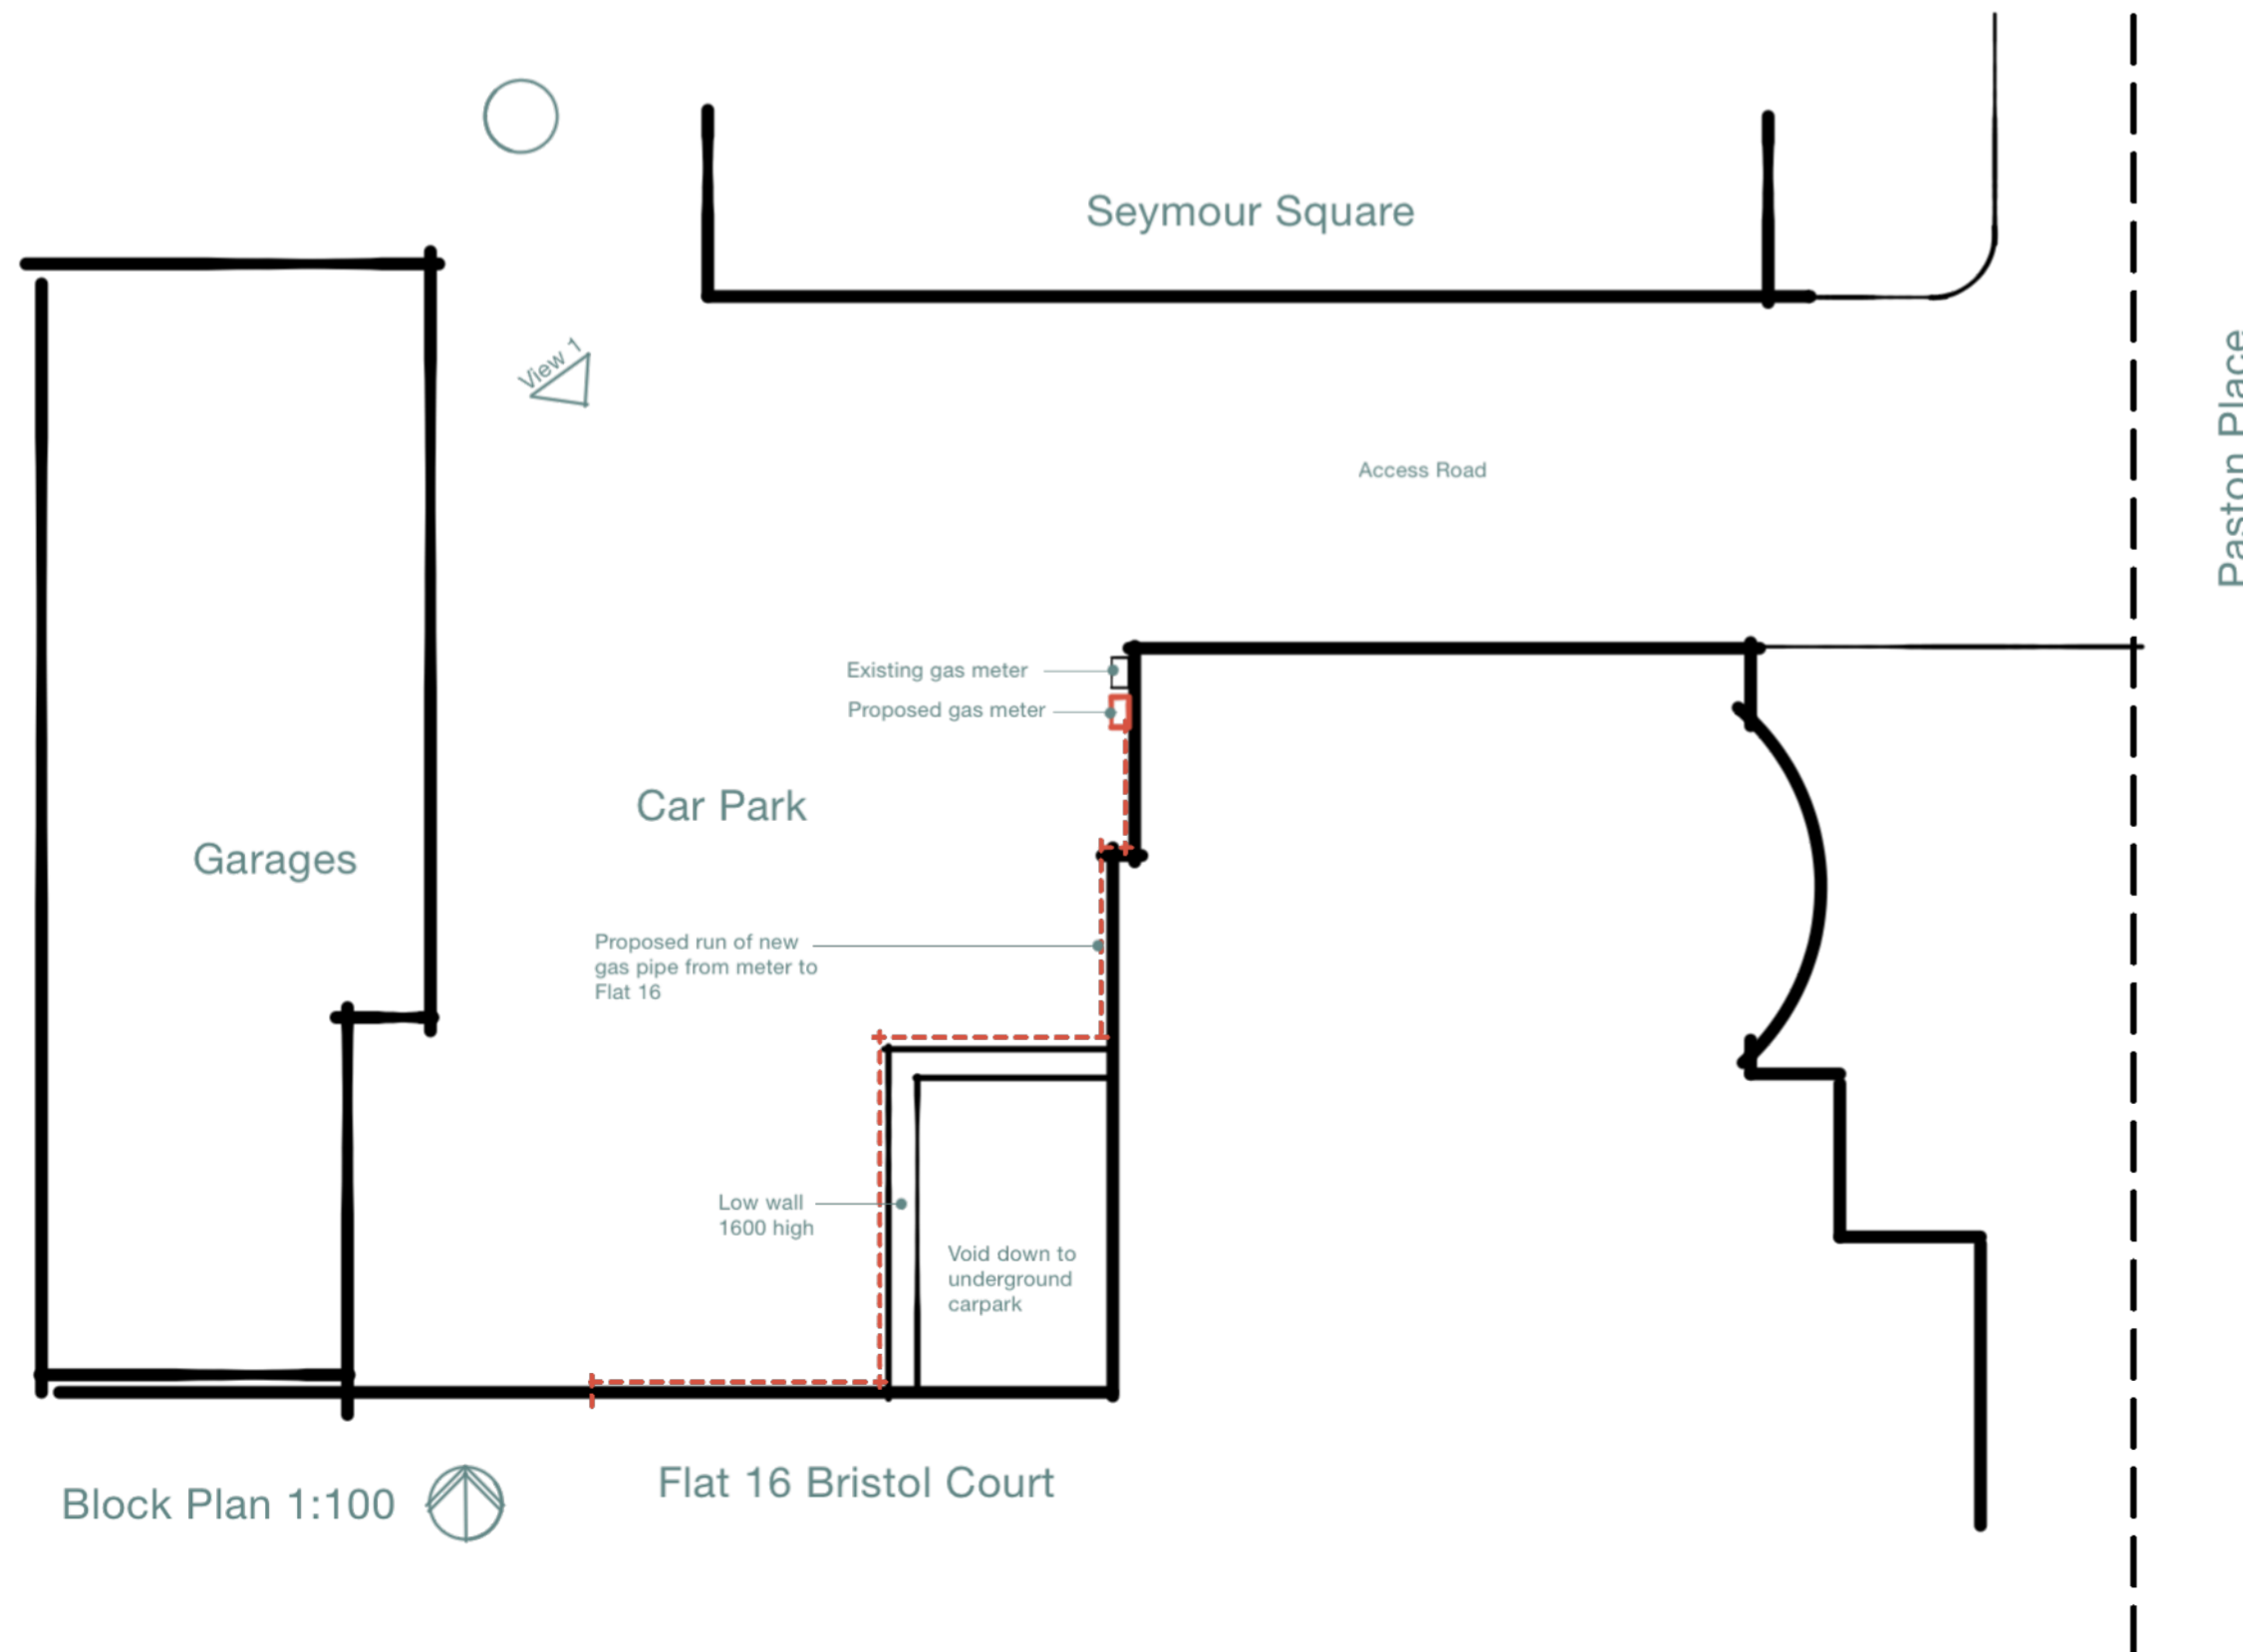 Seymour Square
View 1
Paston Place
Access Road
Existing gas meter
Proposed gas meter
Car Park
Garages
Proposed run of new
gas pipe from meter to
Flat 16
Low wall
1600 high
Void down to
underground
carpark
Flat 16 Bristol Court
Block Plan 1:100